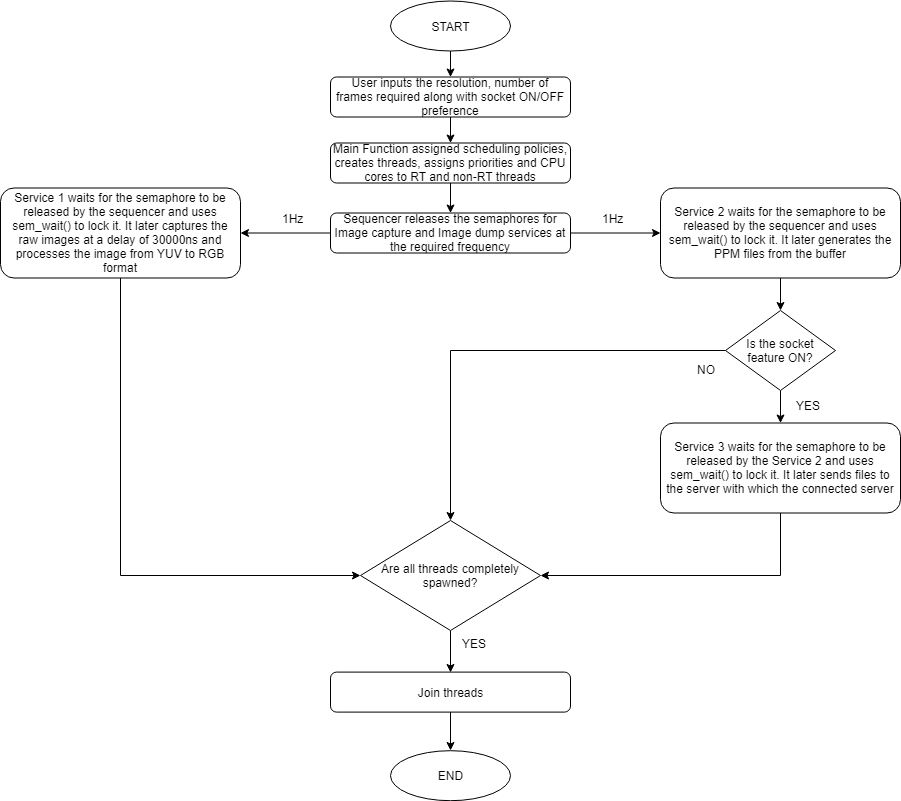 START
User inputs the resolution, number of
frames required along with socket ON/OFF
preference
Main Function assigned scheduling policies,
creates threads, assigns priorities and CPU
cores to RT and non-RT threads
Service 1 waits for the semaphore to be
released by the sequencer and uses
sem_wait() to lock it. It later captures the
raw images at a delay of 30000ns and
processes the image from YUV to RGB
format
1Hz
Sequencer releases the semaphores for
Image capture and Image dump services at
the required frequency
1Hz
Service 2 waits for the semaphore to be
released by the sequencer and uses
sem_wait() to lock it. It later generates the
PPM files from the buffer
Is the socket
feature ON?
NO
YES
Service 3 waits for the semaphore to be
released by the Service 2 and uses
sem_wait() to lock it. It later sends files to
the server with which the connected server
Are all threads completely
spawned?
YES
Join threads
END